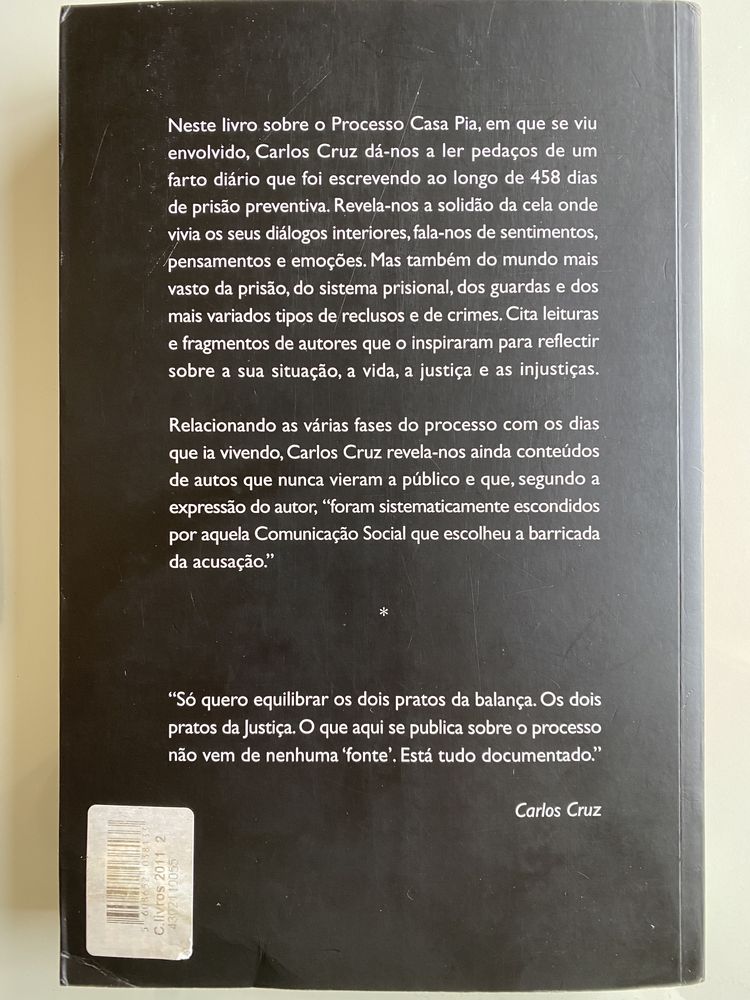 Neste livro sobre o Processo Casa Pia, em que se viu
envolvido, Carlos Cruz dá-nos a ler pedaços de um
farto diário que foi escrevendo ao longo de 458 dias
de prisão preventiva. Revela-nos a solidão da cela onde
vivia os seus diálogos interiores, fala-nos de sentimentos,
pensamentos e emoções. Mas também do mundo mais
vasto da prisão, do sistema prisional, dos guardas e dos
mais variados tipos de reclusos e de crimes. Cita leituras
e fragmentos de autores que o inspiraram para reflectir
sobre a sua situação, a vida, a justiça e as injustiças.
Relacionando as várias fases do processo com os dias
que ia vivendo, Carlos Cruz revela-nos ainda conteúdos
de autos que nunca vieram a público e que, segundo a
expressão do autor, “foram sistematicamente escondidos
por aquela Comunicação Social que escolheu a barricada
da acusação.”
*
“Só quero equilibrar os dois pratos da balança. Os dois
pratos da Justiça. O que aqui se publica sobre o processo
não vem de nenhuma ‘fonte’. Está tudo documentado.”
Carlos Cruz
C.livros 2011 2